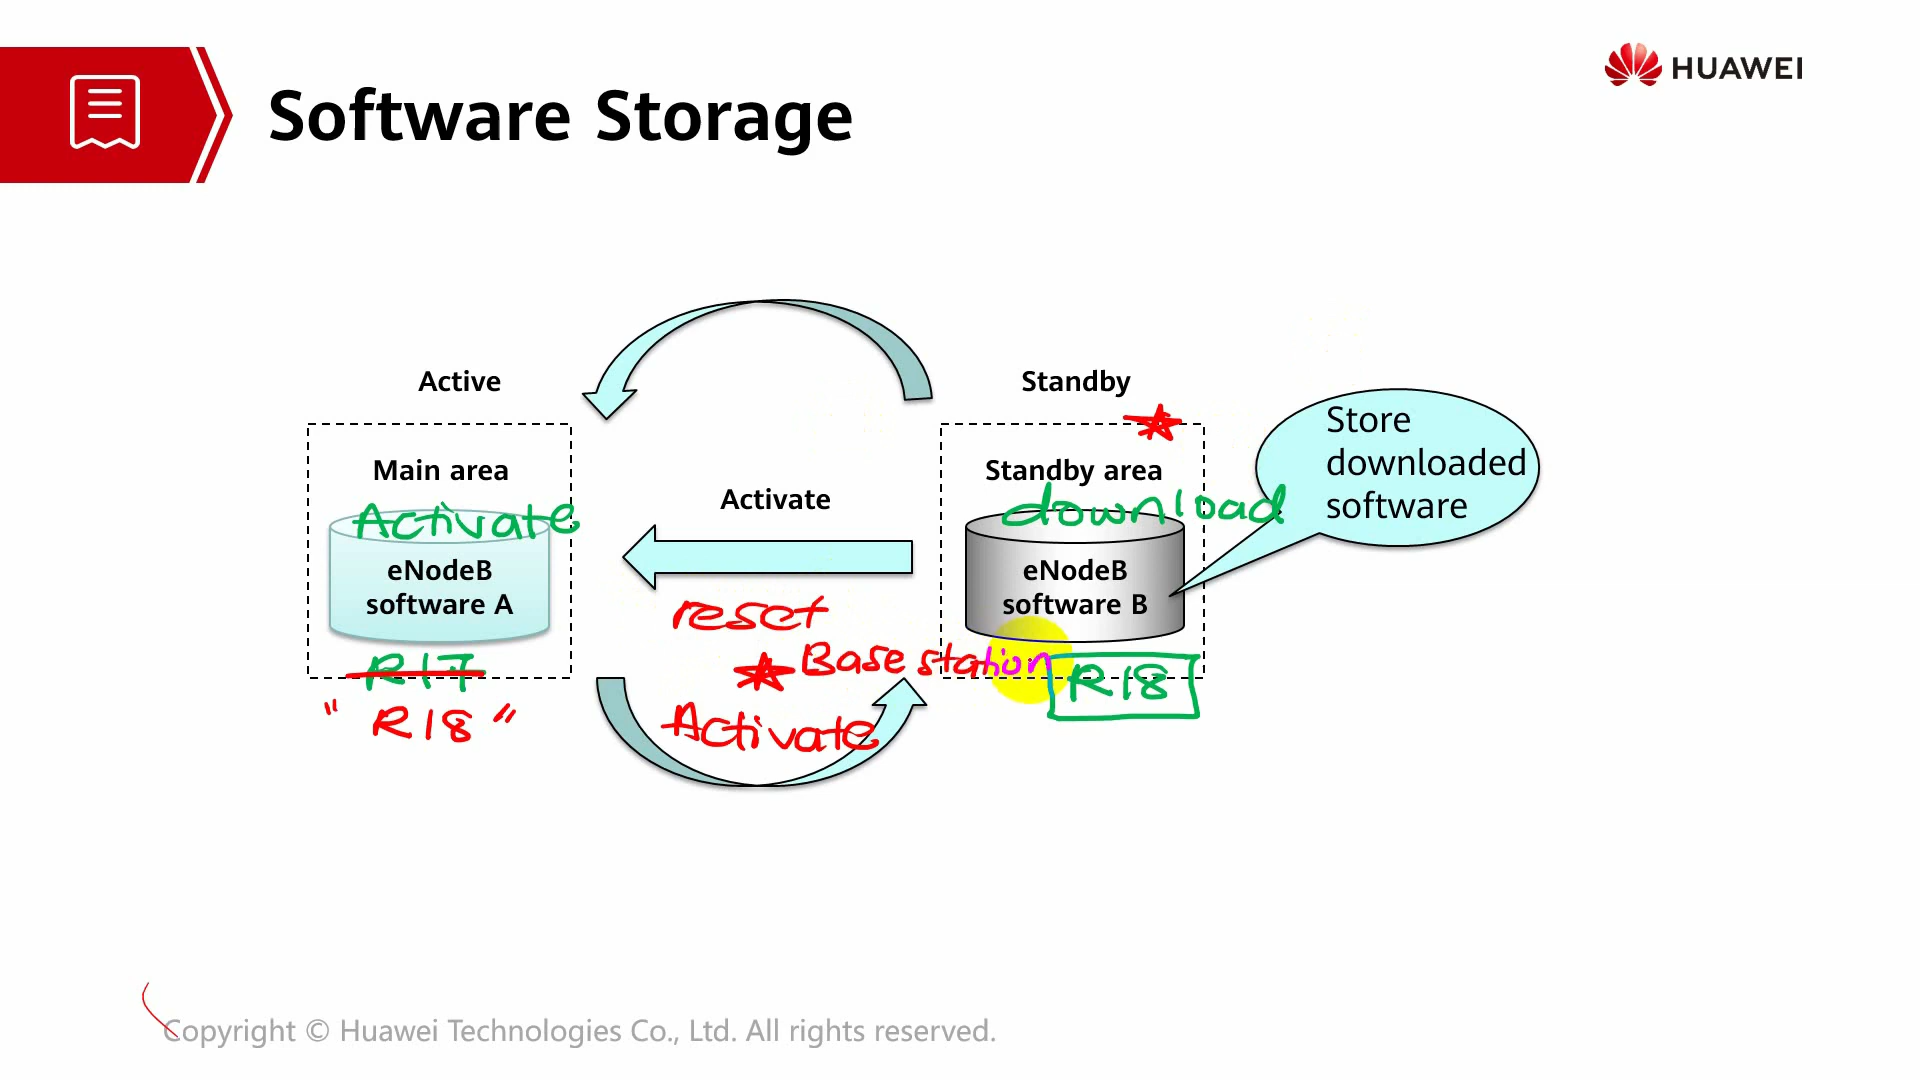 HUAWEI
Software Storage
Active
Standby
Main area
Standby area
Activate
Activate
download
Store
downloaded
software
eNodeB
software A
eNodeB
software B
reset
Base station
R17
R18
" R18 "
Activate
Copyright © Huawei Technologies Co., Ltd. All rights reserved.